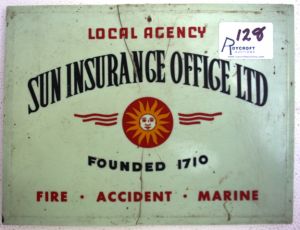 LOCAL AGENCY
128
ROYCROFT
SUN INSURANCE OFFICE LTD
FOUNDED 1710
FIRE · ACCIDENT · MARINE